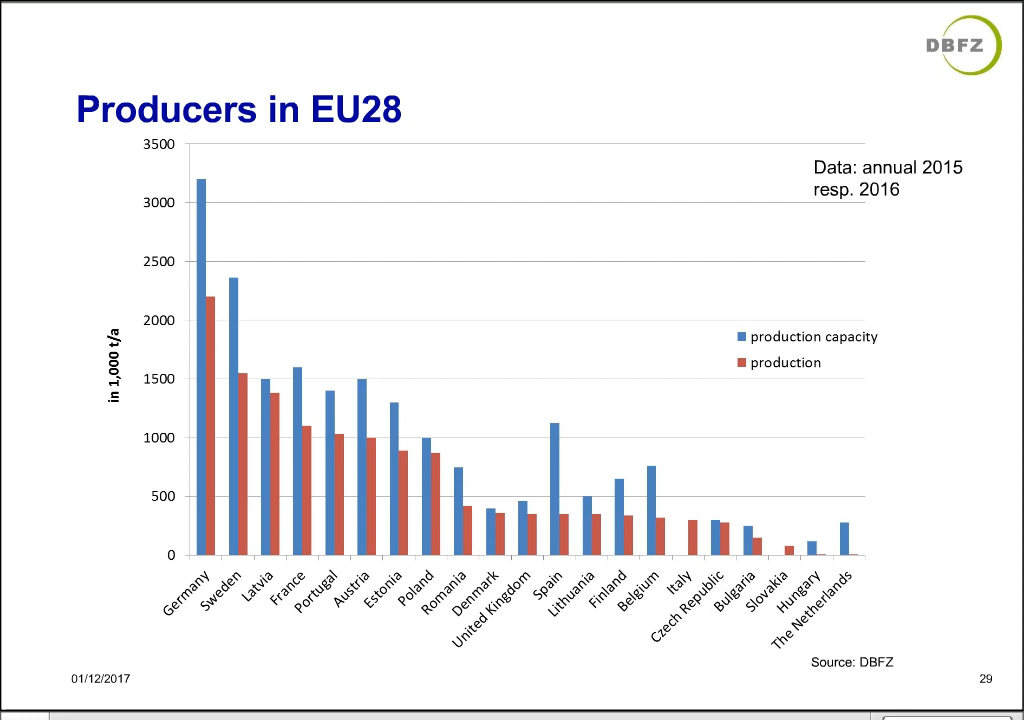 DBFZ
Producers in EU28
Data: annual 2015
resp. 2016
in 1,000 t/a
3500
3000
2500
2000
1500
1000
500
0
production capacity
production
Germany
Sweden
Latvia
France
Portugal
Austria
Estonia
Poland
Romania
Denmark
United Kingdom
Spain
Lithuania
Finland
Belgium
Italy
Czech Republic
Bulgaria
Slovakia
Hungary
The Netherlands
Source: DBFZ
01/12/2017
29